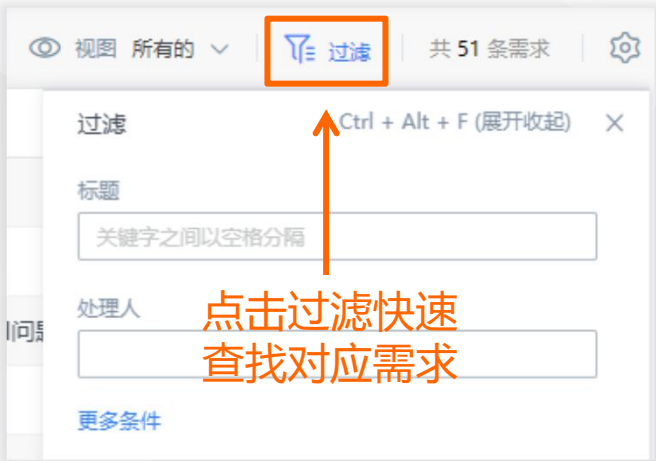 视图 所有的 过滤 共 51 条需求
过滤 Ctrl + Alt + F (展开收起)
标题
关键字之间以空格分隔
处理人
点击过滤快速
问题
查找对应需求
更多条件